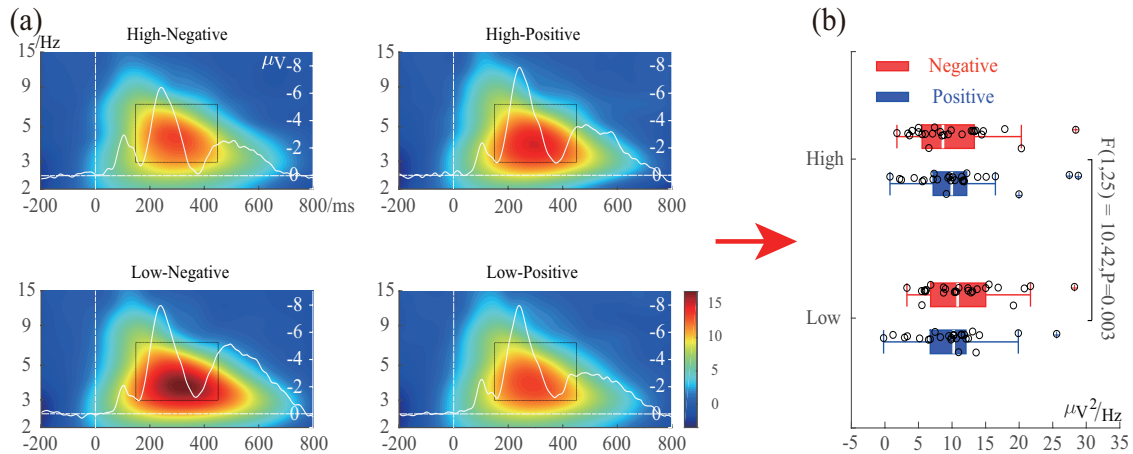 (a)
(b)
High-Negative
High-Positive
15/Hz
9
5
3
2
μV-8
-6
-4
-2
0
-200 0 200 400 600 800/ms
15
9
5
3
2
-8
-6
-4
-2
0
-200 0 200 400 600 800
Low-Negative
Low-Positive
15
9
5
3
2
-8
-6
-4
-2
0
-200 0 200 400 600 800
15
9
5
3
2
-8
-6
-4
-2
0
-200 0 200 400 600 800
15
10
5
0
Negative
Positive
High
Low
F(1,25) = 10.42,P=0.003
μV²/Hz
-5 0 5 10 15 20 25 30 35